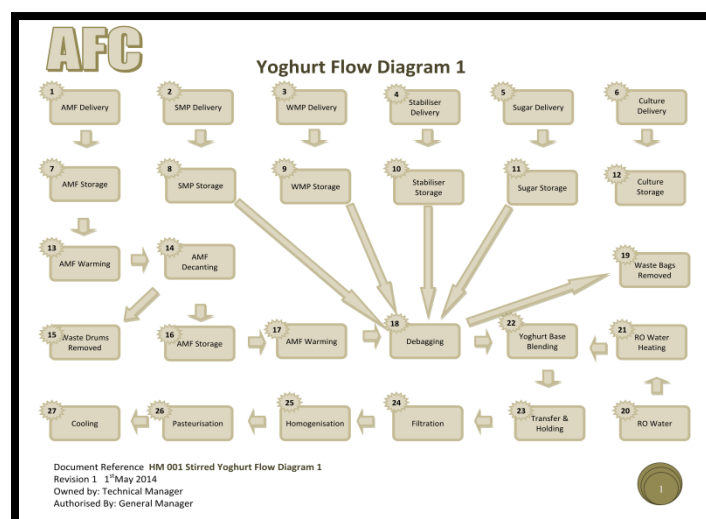 AFC
Yoghurt Flow Diagram 1
1
AMF Delivery
2
SMP Delivery
3
WMP Delivery
4
Stabiliser
Delivery
5
Sugar Delivery
6
Culture
Delivery
7
AMF Storage
8
SMP Storage
9
WMP Storage
10
Stabiliser
Storage
11
Sugar Storage
12
Culture
Storage
13
AMF Warming
14
AMF
Decanting
19
Waste Bags
Removed
15
Waste Drums
Removed
16
AMF Storage
17
AMF Warming
18
Debagging
22
Yoghurt Base
Blending
21
RO Water
Heating
27
Cooling
26
Pasteurisation
25
Homogenisation
24
Filtration
23
Transfer &
Holding
20
RO Water
Document Reference HM 001 Stirred Yoghurt Flow Diagram 1
Revision 1 1st May 2014
Owned by: Technical Manager
Authorised By: General Manager
1